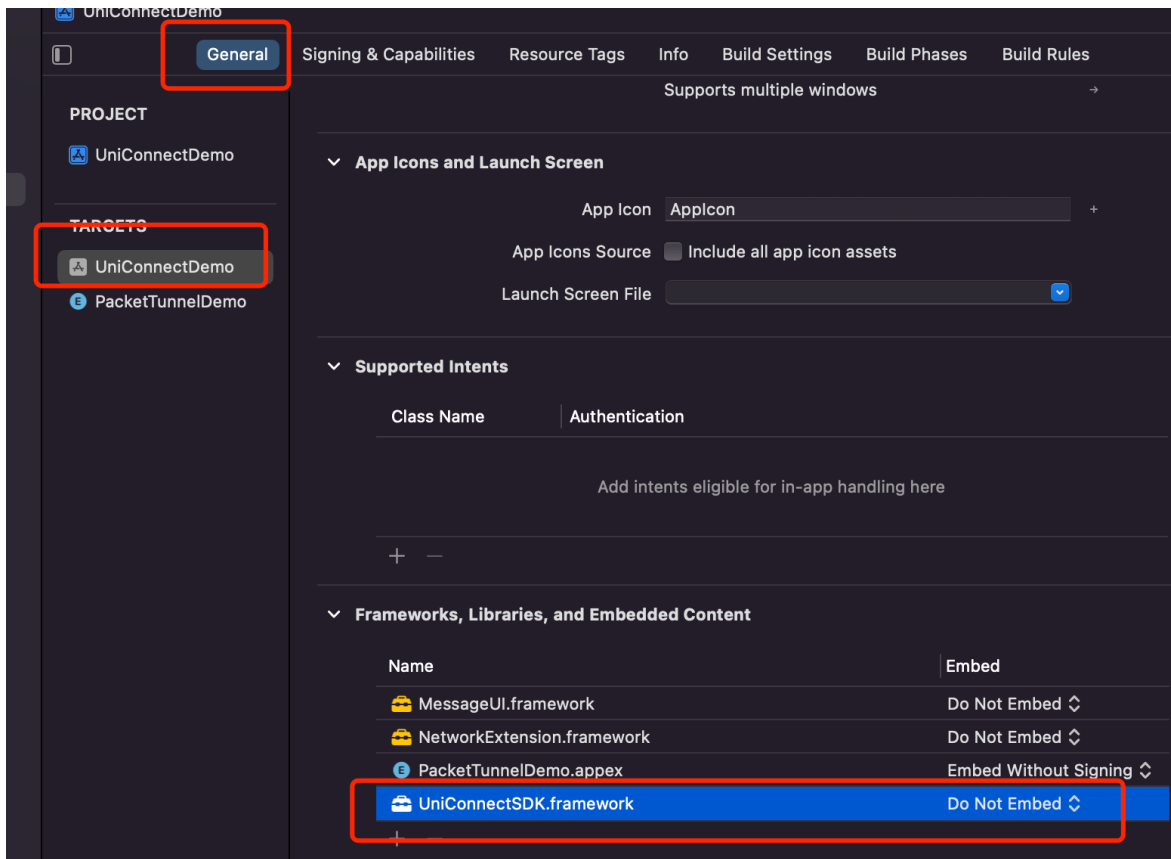 UniConnectDemo
General Signing & Capabilities Resource Tags Info Build Settings Build Phases Build Rules
Supports multiple windows
PROJECT
UniConnectDemo
TARGETS
UniConnectDemo
PacketTunnelDemo
App Icons and Launch Screen
App Icon AppIcon
App Icons Source Include all app icon assets
Launch Screen File
Supported Intents
Class Name Authentication
Add intents eligible for in-app handling here
Frameworks, Libraries, and Embedded Content
Name Embed
MessageUI.framework Do Not Embed
NetworkExtension.framework Do Not Embed
E PacketTunnelDemo.appex Embed Without Signing
UniConnectSDK.framework Do Not Embed